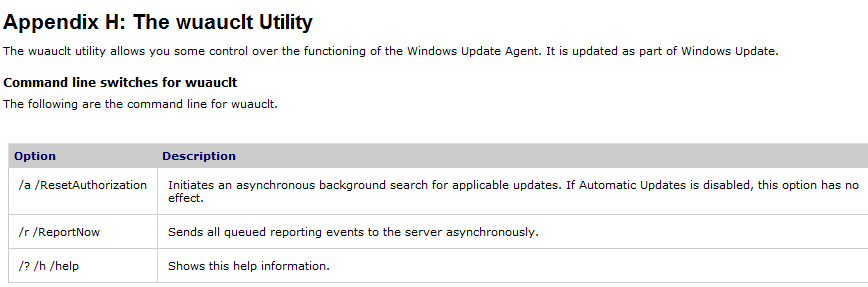 Appendix H: The wuauclt Utility
The wuauclt utility allows you some control over the functioning of the Windows Update Agent. It is updated as part of Windows Update.
Command line switches for wuauclt
The following are the command line for wuauclt.
Option Description
/a /ResetAuthorization Initiates an asynchronous background search for applicable updates. If Automatic Updates is disabled, this option has no
effect.
/r /ReportNow Sends all queued reporting events to the server asynchronously.
/? /h /help Shows this help information.